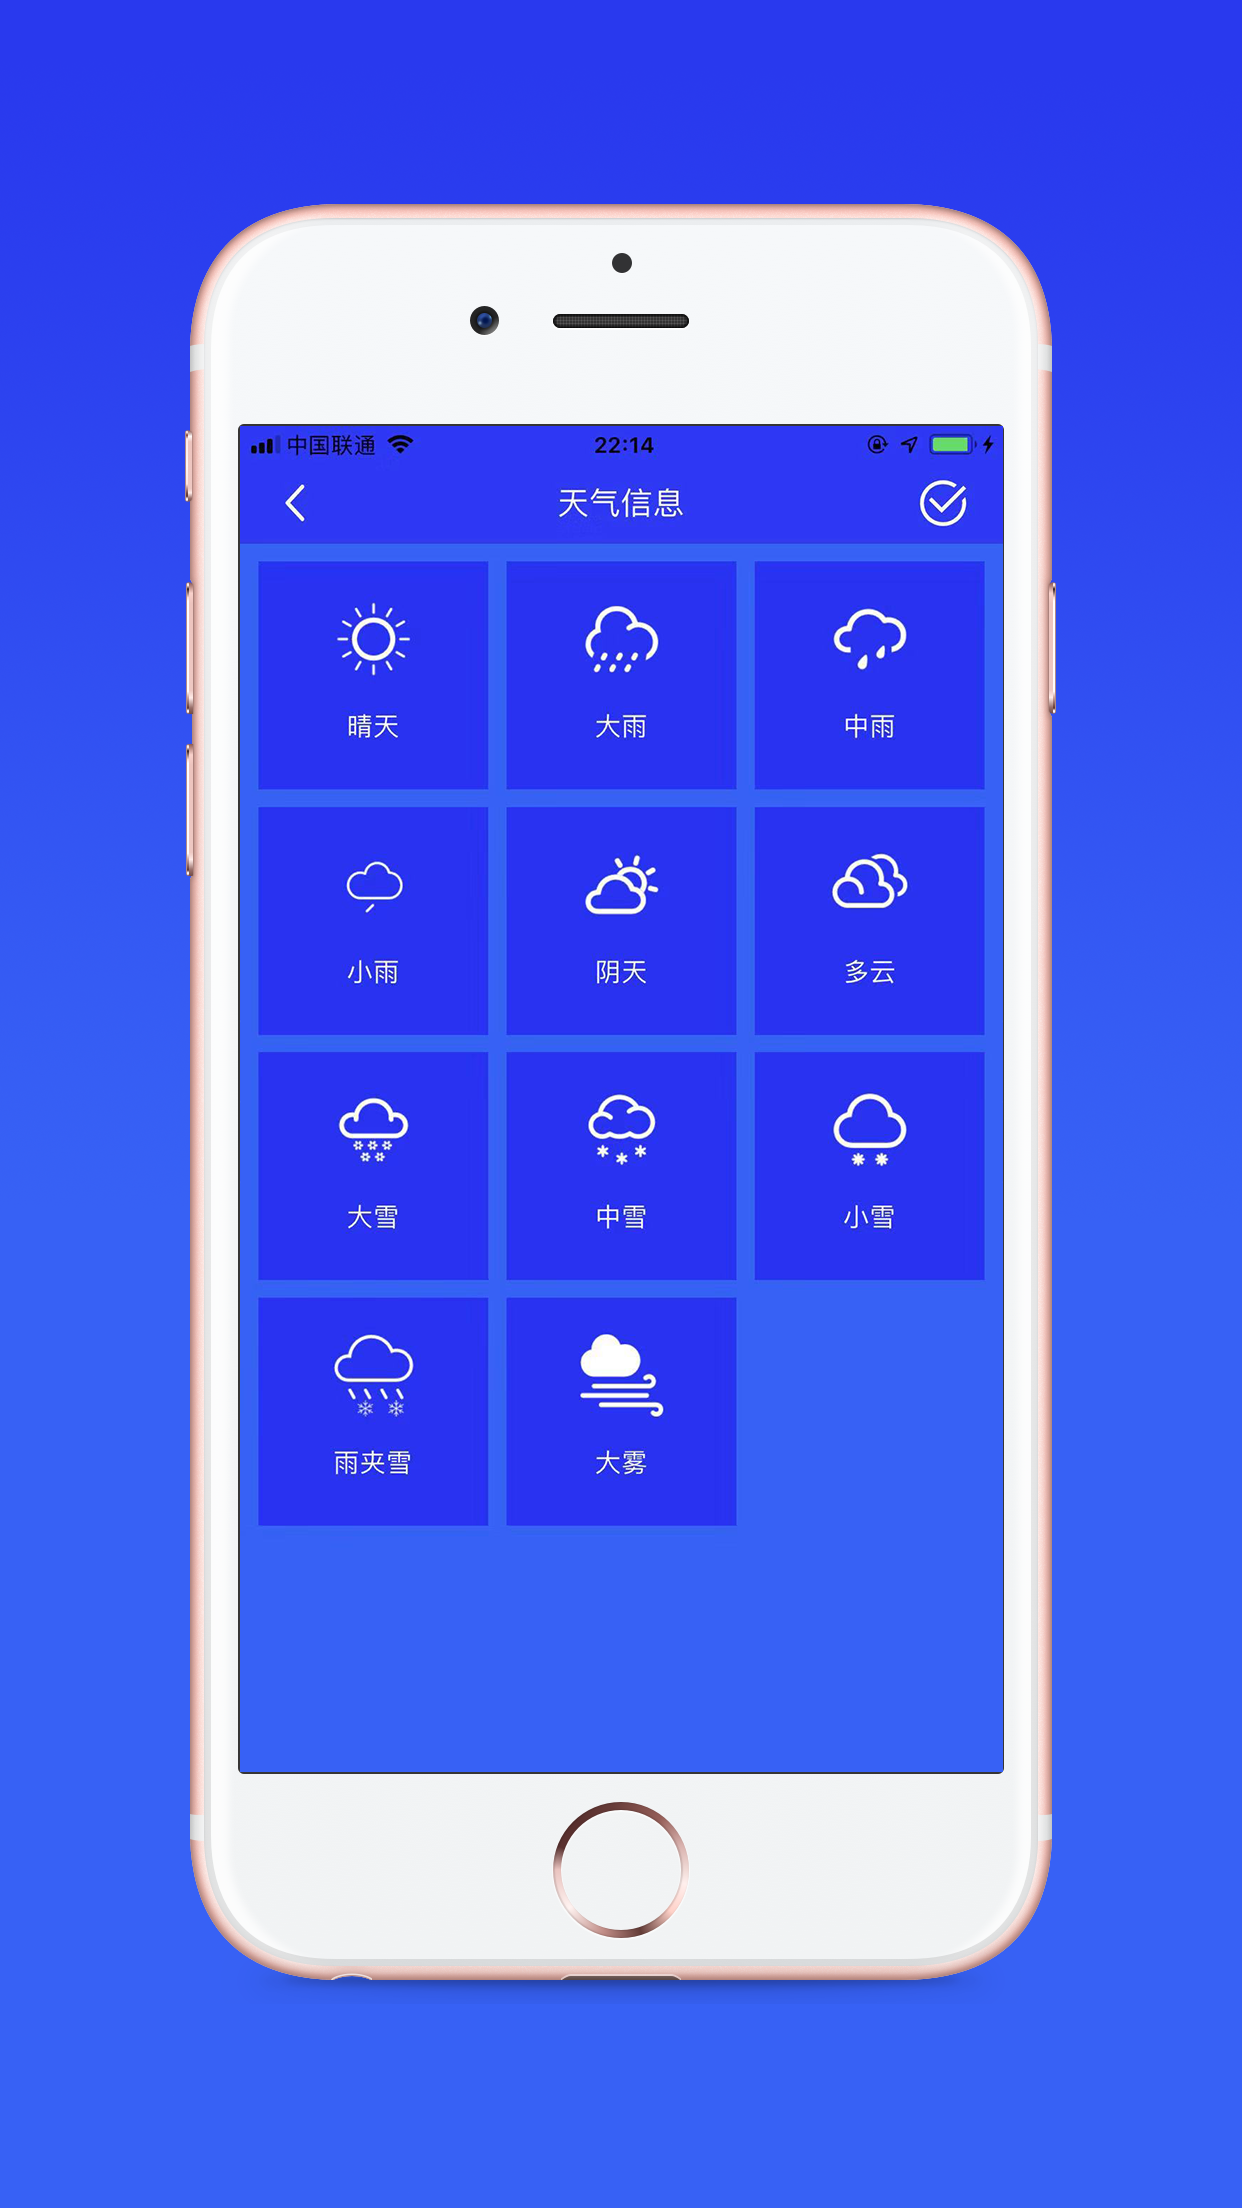 中国联通 22:14
天气信息
晴天 大雨 中雨
小雨 阴天 多云
大雪 中雪 小雪
雨夹雪 大雾